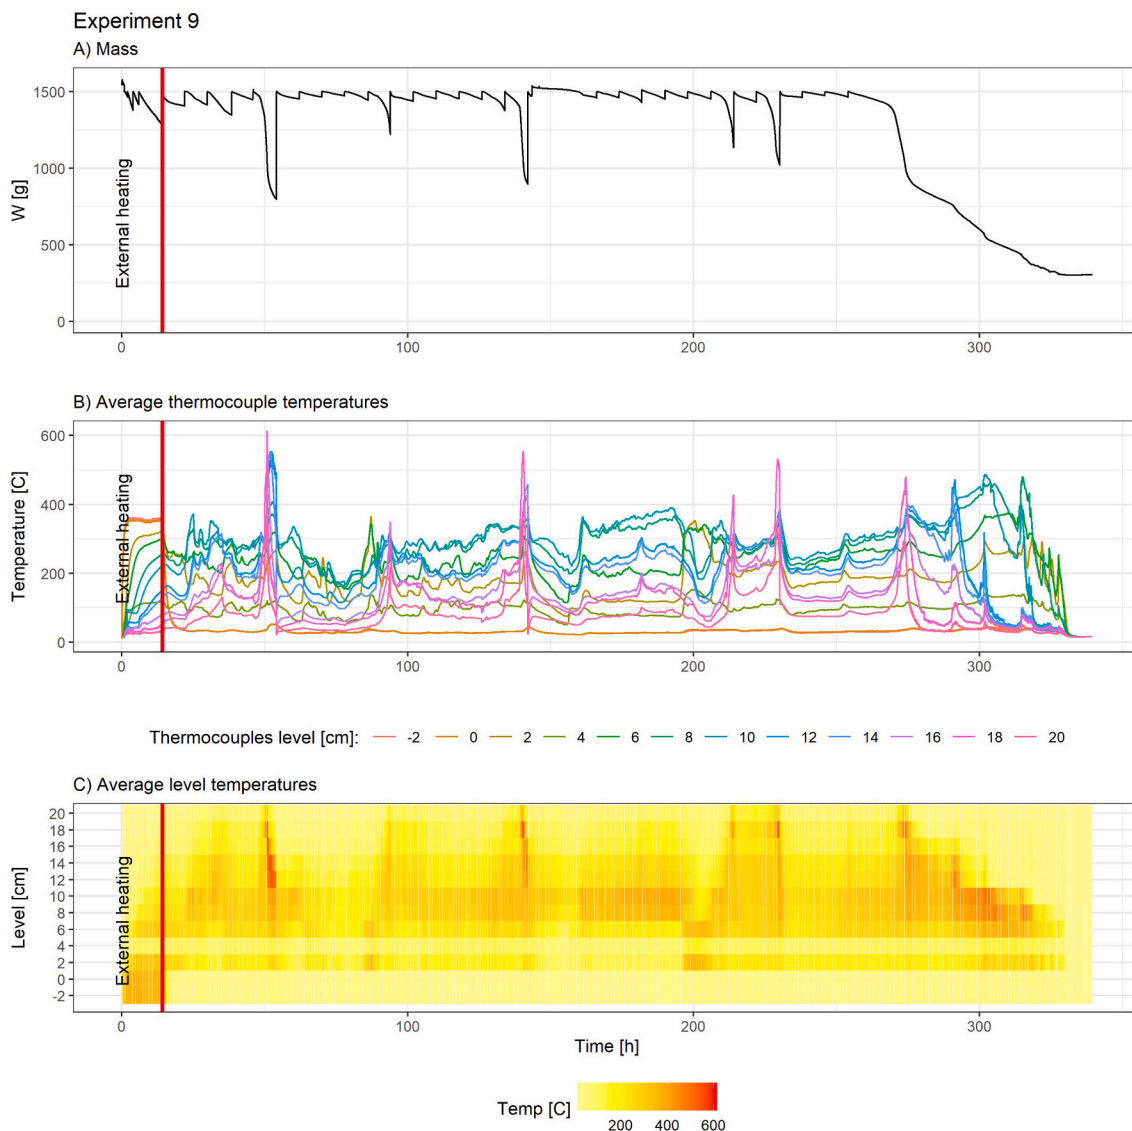 Experiment 9
A) Mass
1500
1000
500
0
W [g]
External heating
0 100 200 300
B) Average thermocouple temperatures
600
400
200
0
Temperature [C]
External heating
0 100 200 300
Thermocouples level [cm]: -2 0 2 4 6 8 10 12 14 16 18 20
C) Average level temperatures
20
18
16
14
12
10
8
6
4
2
0
-2
Level [cm]
External heating
0 100 200 300
Time [h]
Temp [C]
200 400 600